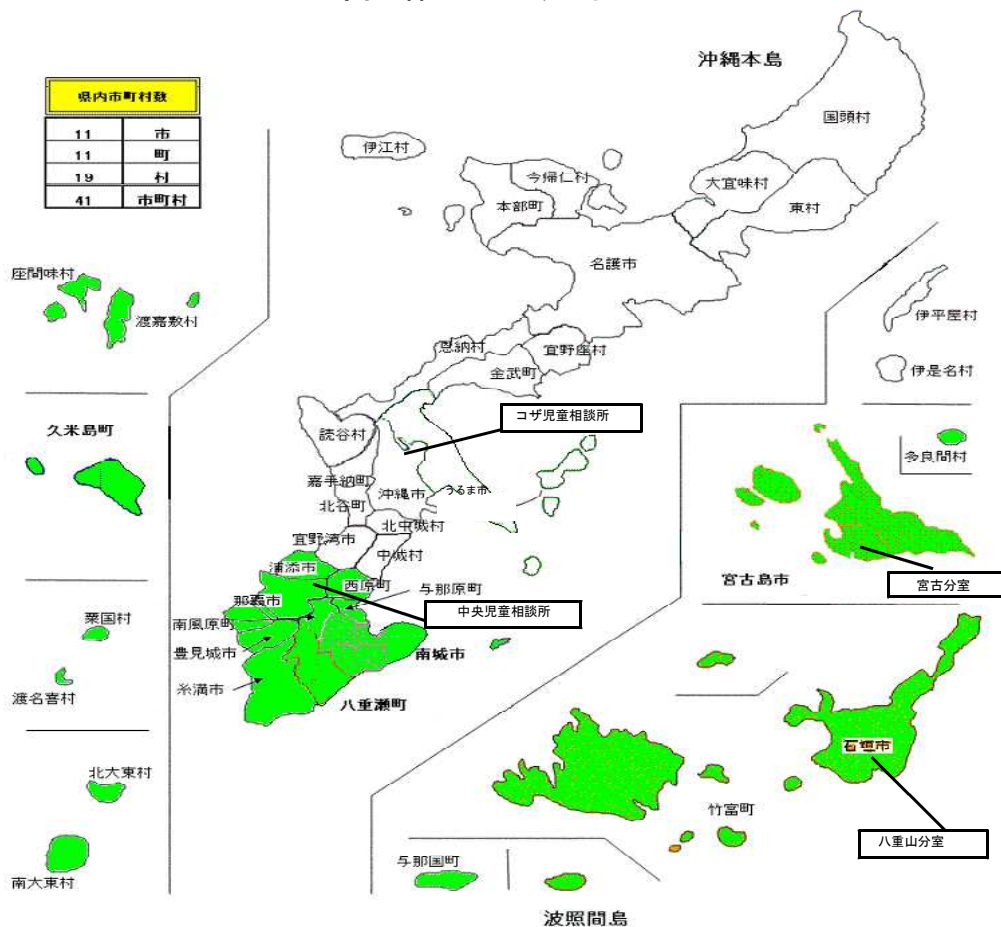 沖縄本島
県内市町村数
11 市
11 町
19 村
41 市町村
国頭村
伊江村
今帰仁村
大宜味村
本部町
東村
名護市
座間味村
渡嘉敷村
伊平屋村
恩納村
宜野座村
金武町
伊是名村
コザ児童相談所
久米島町
読谷村
多良間村
嘉手納町
沖縄市
うるま市
北谷町
北中城村
宜野湾市
中城村
浦添市
西原町
宮古島市
宮古分室
与那原町
那覇市
中央児童相談所
粟国村
南風原町
豊見城市
南城市
糸満市
渡名喜村
八重瀬町
石垣市
北大東村
竹富町
八重山分室
与那国町
南大東村
波照間島